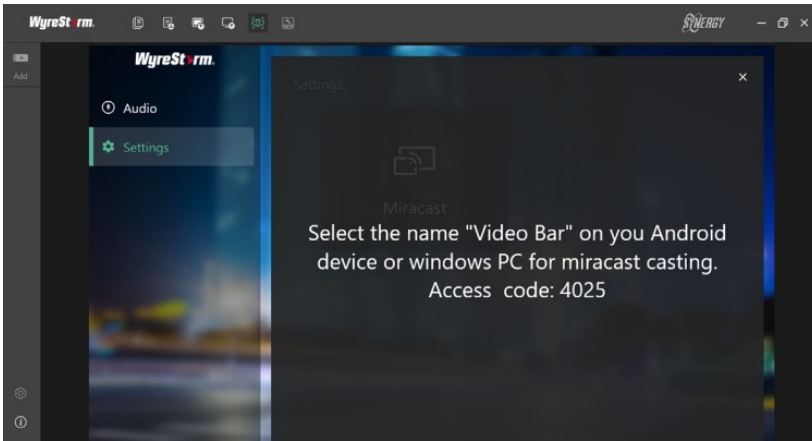 WyreStorm.
SYNERGY
Add
WyreStorm.
Audio
Settings
Settings
Miracast
Select the name "Video Bar" on you Android
device or windows PC for miracast casting.
Access code: 4025